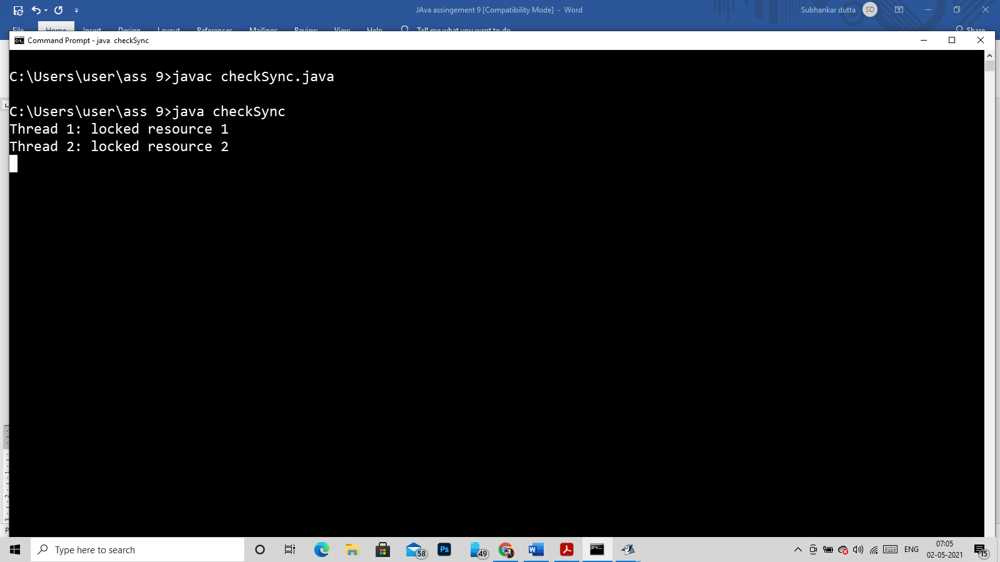 JAva assingement 9 [Compatibility Mode] - Word
Subhankar dutta
SD
File Home Insert Design Layout References Mailings Review View Help Tell me what you want to do
Share
Command Prompt - java checkSync
C:\Users\user\ass 9>javac checkSync.java
C:\Users\user\ass 9>java checkSync
Thread 1: locked resource 1
Thread 2: locked resource 2
Type here to search
58
Ps
49
W
ENG
07:05
02-05-2021
15